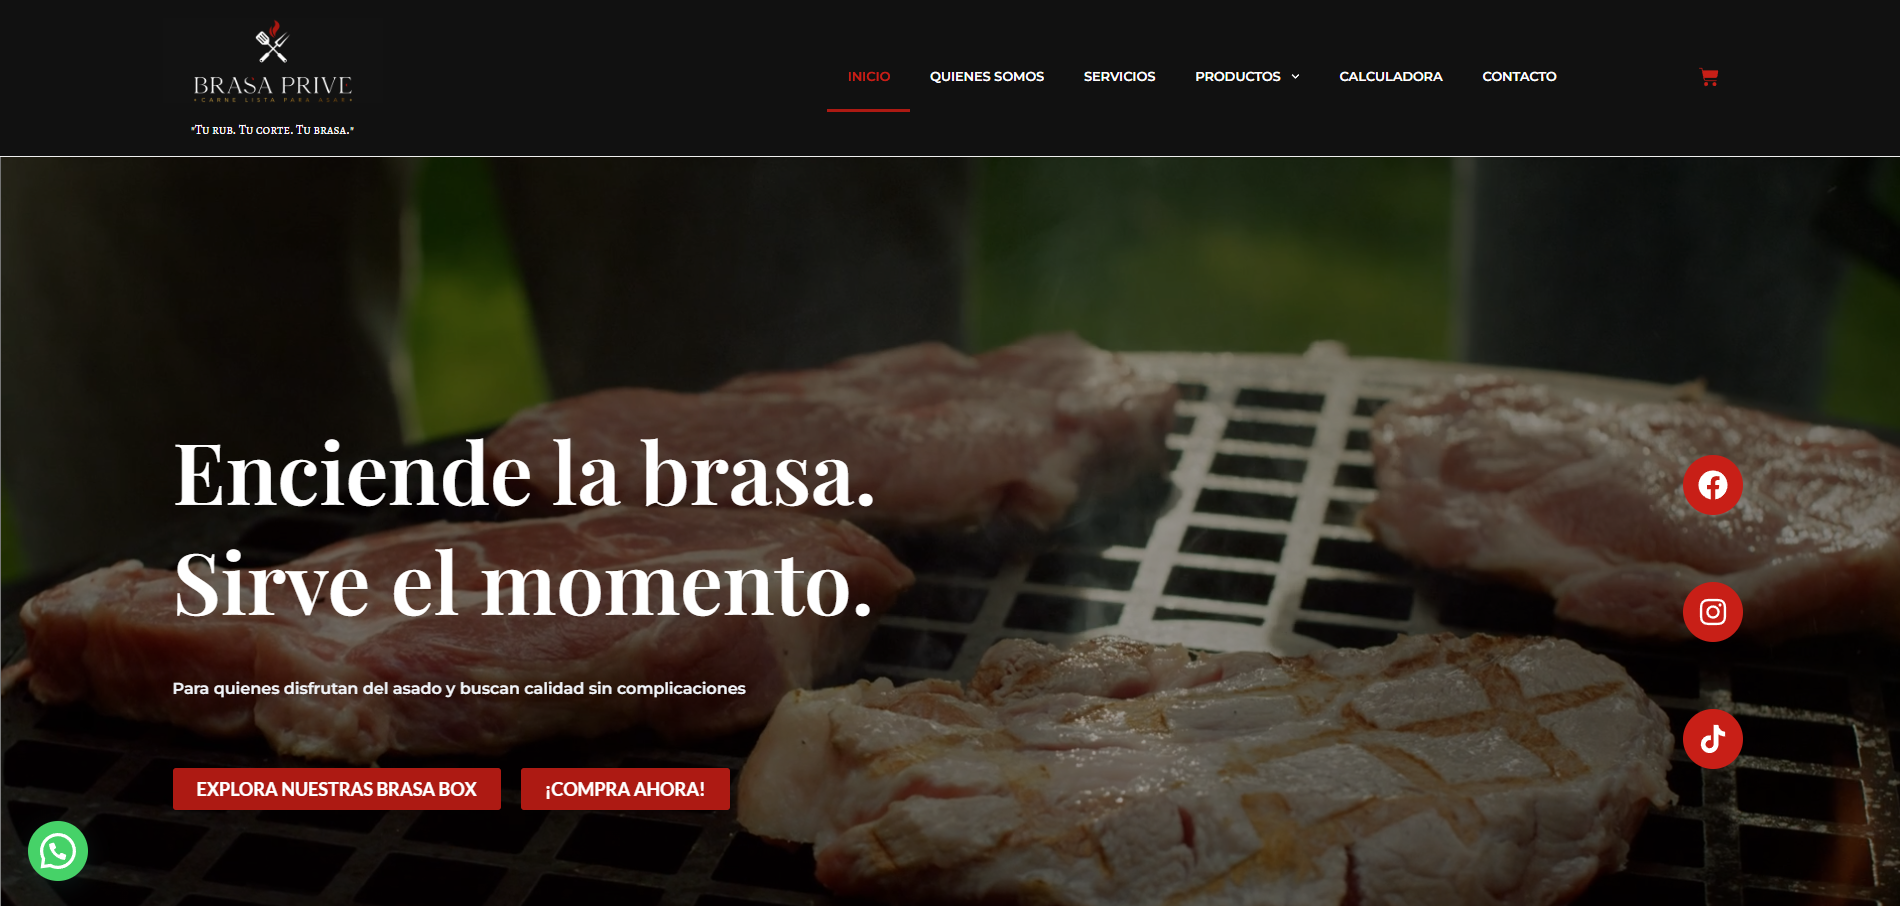 BRASA PRIVE
• CARNE LISTA PARA ASAR •
*Tu rub. Tu corte. Tu brasa.*
INICIO QUIENES SOMOS SERVICIOS PRODUCTOS CALCULADORA CONTACTO
Enciende la brasa.
Sirve el momento.
Para quienes disfrutan del asado y buscan calidad sin complicaciones
EXPLORA NUESTRAS BRASA BOX ¡COMPRA AHORA!